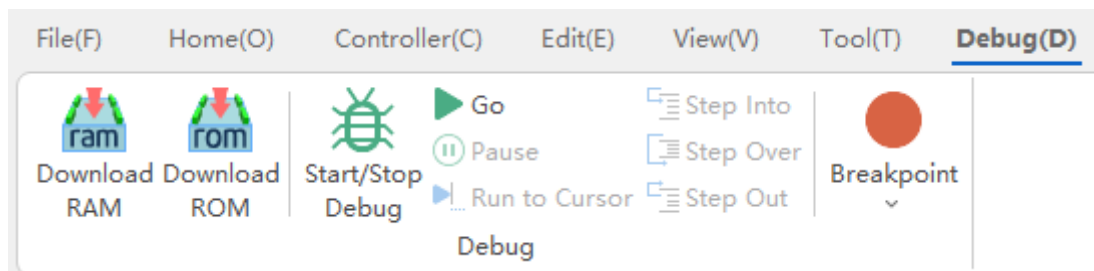 File(F) Home(O) Controller(C) Edit(E) View(V) Tool(T) Debug(D)
ram
Download
RAM
rom
Download
ROM
Start/Stop
Debug
Go
Pause
Run to Cursor
Step Into
Step Over
Step Out
Breakpoint
Debug